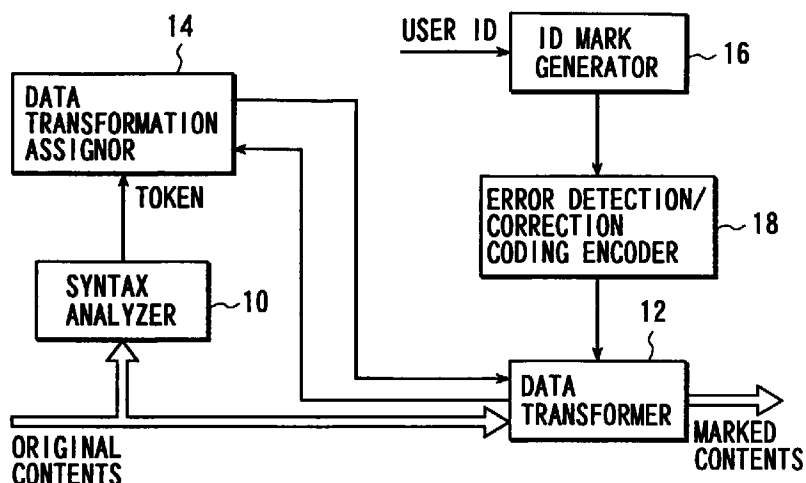 14
DATA
TRANSFORMATION
ASSIGNOR
TOKEN
SYNTAX
ANALYZER
10
ORIGINAL
CONTENTS
USER ID
ID MARK
GENERATOR
16
ERROR DETECTION/
CORRECTION
CODING ENCODER
18
12
DATA
TRANSFORMER
MARKED
CONTENTS